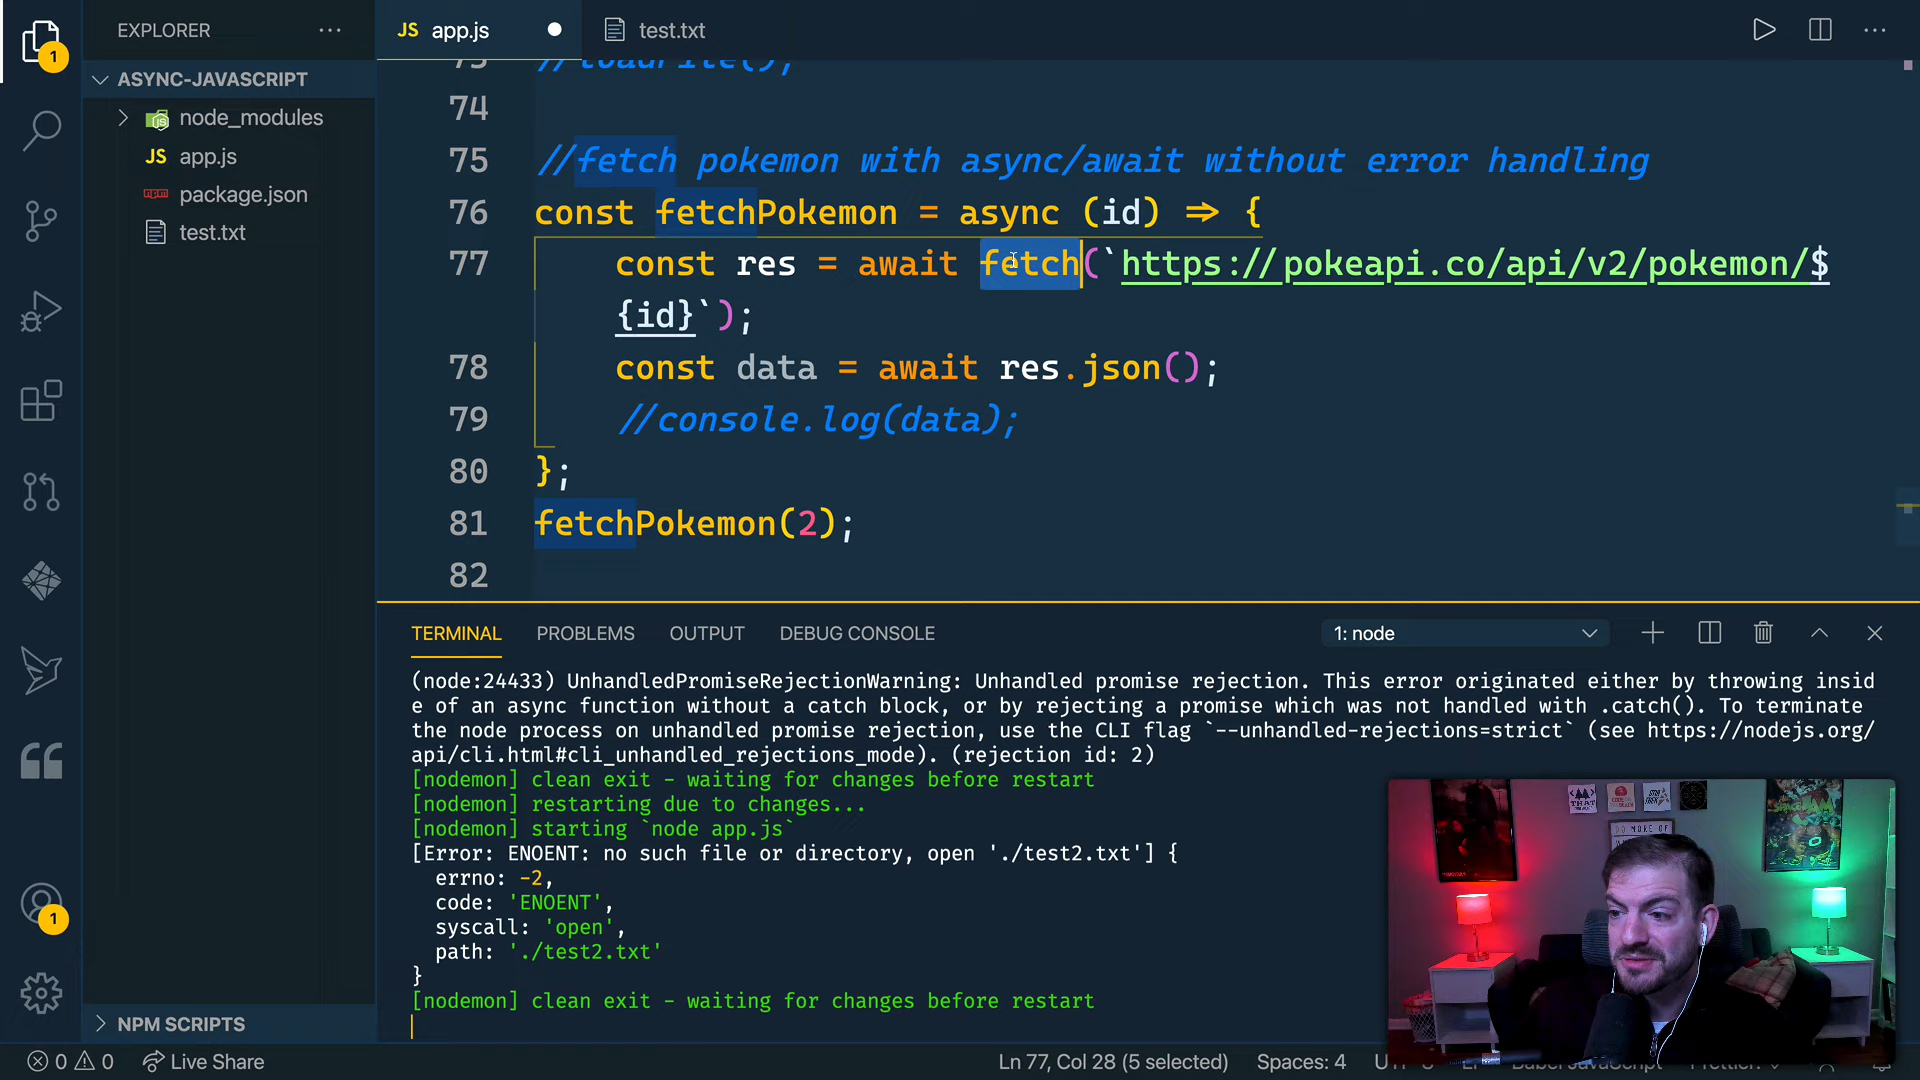 EXPLORER
JS app.js
test.txt
1
ASYNC-JAVASCRIPT
node_modules
JS app.js
package.json
test.txt
74
75 //fetch pokemon with async/await without error handling
76 const fetchPokemon = async (id) => {
77 const res = await fetch(`https://pokeapi.co/api/v2/pokemon/$
{id}`);
78 const data = await res.json();
79 //console.log(data);
80 };
81 fetchPokemon(2);
82
TERMINAL PROBLEMS OUTPUT DEBUG CONSOLE 1: node
(node:24433) UnhandledPromiseRejectionWarning: Unhandled promise rejection. This error originated either by throwing insid
e of an async function without a catch block, or by rejecting a promise which was not handled with .catch(). To terminate
the node process on unhandled promise rejection, use the CLI flag `--unhandled-rejections=strict` (see https://nodejs.org/
api/cli.html#cli_unhandled_rejections_mode). (rejection id: 2)
[nodemon] clean exit - waiting for changes before restart
[nodemon] restarting due to changes...
[nodemon] starting `node app.js`
[Error: ENOENT: no such file or directory, open './test2.txt'] {
errno: -2,
code: 'ENOENT',
syscall: 'open',
path: './test2.txt'
}
[nodemon] clean exit - waiting for changes before restart
1
NPM SCRIPTS
0 0 Live Share
Ln 77, Col 28 (5 selected) Spaces: 4